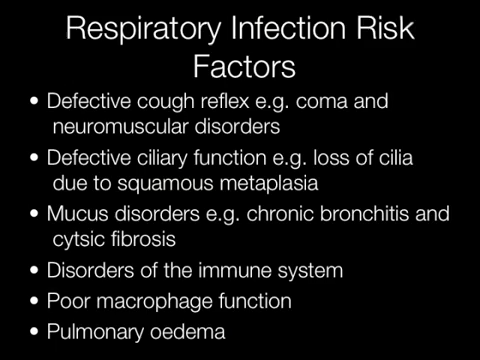 Respiratory Infection Risk
Factors
• Defective cough reflex e.g. coma and
neuromuscular disorders
• Defective ciliary function e.g. loss of cilia
due to squamous metaplasia
• Mucus disorders e.g. chronic bronchitis and
cytsic fibrosis
• Disorders of the immune system
• Poor macrophage function
• Pulmonary oedema